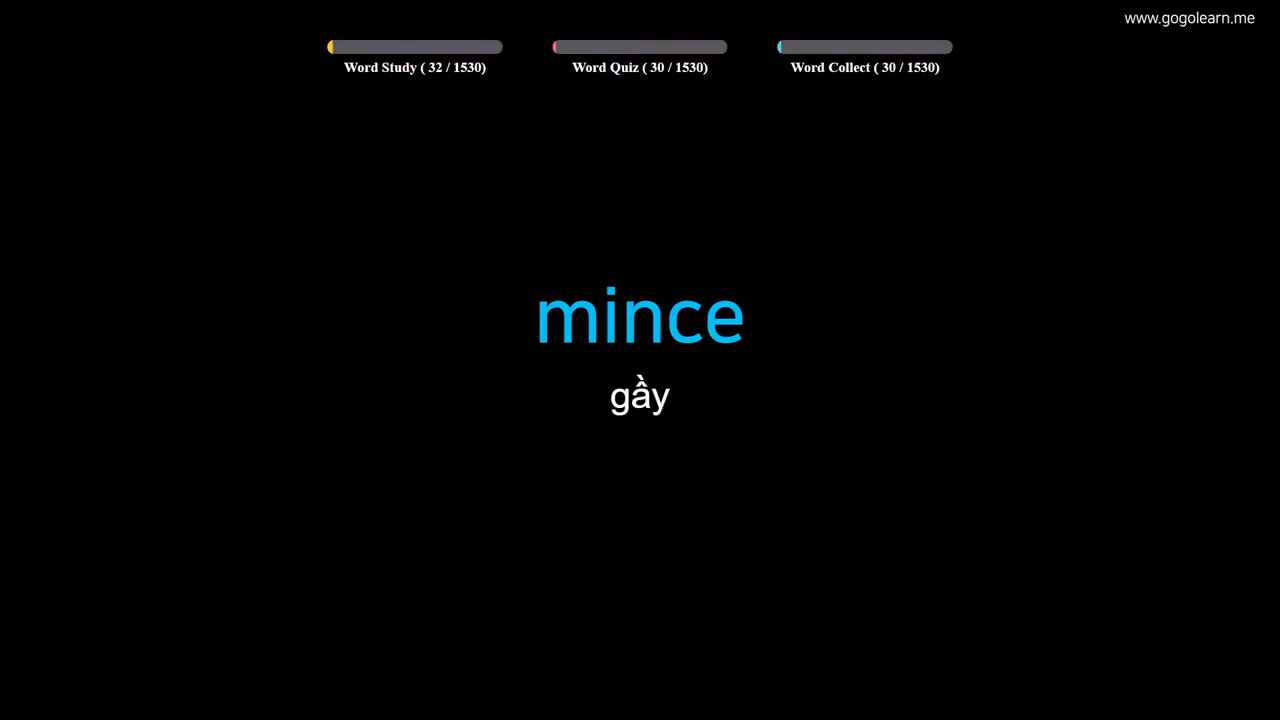 www.gogolearn.me
Word Study ( 32 / 1530)
Word Quiz ( 30 / 1530)
Word Collect ( 30 / 1530)
mince
gầy